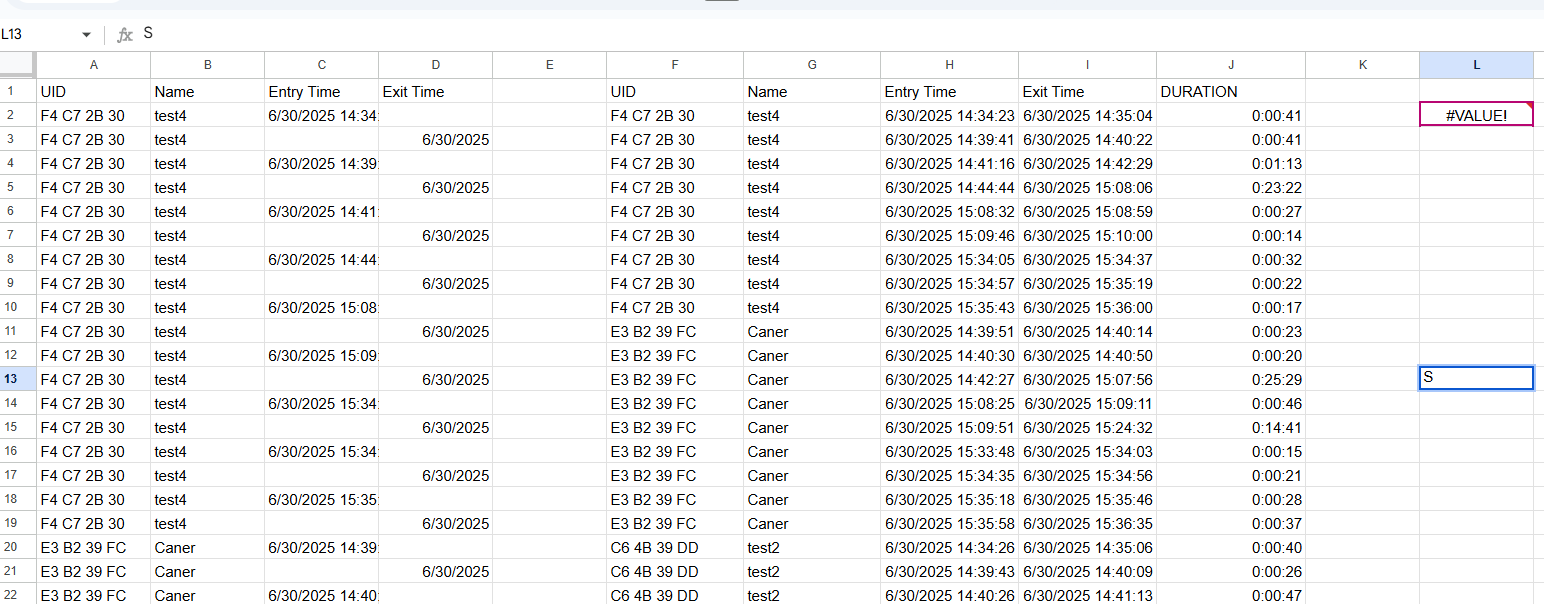 L13 fx S
A B C D E F G H I J K L
1 UID Name Entry Time Exit Time UID Name Entry Time Exit Time DURATION
2 F4 C7 2B 30 test4 6/30/2025 14:34: F4 C7 2B 30 test4 6/30/2025 14:34:23 6/30/2025 14:35:04 0:00:41 #VALUE!
3 F4 C7 2B 30 test4 6/30/2025 F4 C7 2B 30 test4 6/30/2025 14:39:41 6/30/2025 14:40:22 0:00:41
4 F4 C7 2B 30 test4 6/30/2025 14:39: F4 C7 2B 30 test4 6/30/2025 14:41:16 6/30/2025 14:42:29 0:01:13
5 F4 C7 2B 30 test4 6/30/2025 F4 C7 2B 30 test4 6/30/2025 14:44:44 6/30/2025 15:08:06 0:23:22
6 F4 C7 2B 30 test4 6/30/2025 14:41: F4 C7 2B 30 test4 6/30/2025 15:08:32 6/30/2025 15:08:59 0:00:27
7 F4 C7 2B 30 test4 6/30/2025 F4 C7 2B 30 test4 6/30/2025 15:09:46 6/30/2025 15:10:00 0:00:14
8 F4 C7 2B 30 test4 6/30/2025 14:44: F4 C7 2B 30 test4 6/30/2025 15:34:05 6/30/2025 15:34:37 0:00:32
9 F4 C7 2B 30 test4 6/30/2025 F4 C7 2B 30 test4 6/30/2025 15:34:57 6/30/2025 15:35:19 0:00:22
10 F4 C7 2B 30 test4 6/30/2025 15:08: F4 C7 2B 30 test4 6/30/2025 15:35:43 6/30/2025 15:36:00 0:00:17
11 F4 C7 2B 30 test4 6/30/2025 E3 B2 39 FC Caner 6/30/2025 14:39:51 6/30/2025 14:40:14 0:00:23
12 F4 C7 2B 30 test4 6/30/2025 15:09: E3 B2 39 FC Caner 6/30/2025 14:40:30 6/30/2025 14:40:50 0:00:20
13 F4 C7 2B 30 test4 6/30/2025 E3 B2 39 FC Caner 6/30/2025 14:42:27 6/30/2025 15:07:56 0:25:29 S
14 F4 C7 2B 30 test4 6/30/2025 15:34: E3 B2 39 FC Caner 6/30/2025 15:08:25 6/30/2025 15:09:11 0:00:46
15 F4 C7 2B 30 test4 6/30/2025 E3 B2 39 FC Caner 6/30/2025 15:09:51 6/30/2025 15:24:32 0:14:41
16 F4 C7 2B 30 test4 6/30/2025 15:34: E3 B2 39 FC Caner 6/30/2025 15:33:48 6/30/2025 15:34:03 0:00:15
17 F4 C7 2B 30 test4 6/30/2025 E3 B2 39 FC Caner 6/30/2025 15:34:35 6/30/2025 15:34:56 0:00:21
18 F4 C7 2B 30 test4 6/30/2025 15:35: E3 B2 39 FC Caner 6/30/2025 15:35:18 6/30/2025 15:35:46 0:00:28
19 F4 C7 2B 30 test4 6/30/2025 E3 B2 39 FC Caner 6/30/2025 15:35:58 6/30/2025 15:36:35 0:00:37
20 E3 B2 39 FC Caner 6/30/2025 14:39: C6 4B 39 DD test2 6/30/2025 14:34:26 6/30/2025 14:35:06 0:00:40
21 E3 B2 39 FC Caner 6/30/2025 C6 4B 39 DD test2 6/30/2025 14:39:43 6/30/2025 14:40:09 0:00:26
22 E3 B2 39 FC Caner 6/30/2025 14:40: C6 4B 39 DD test2 6/30/2025 14:40:26 6/30/2025 14:41:13 0:00:47